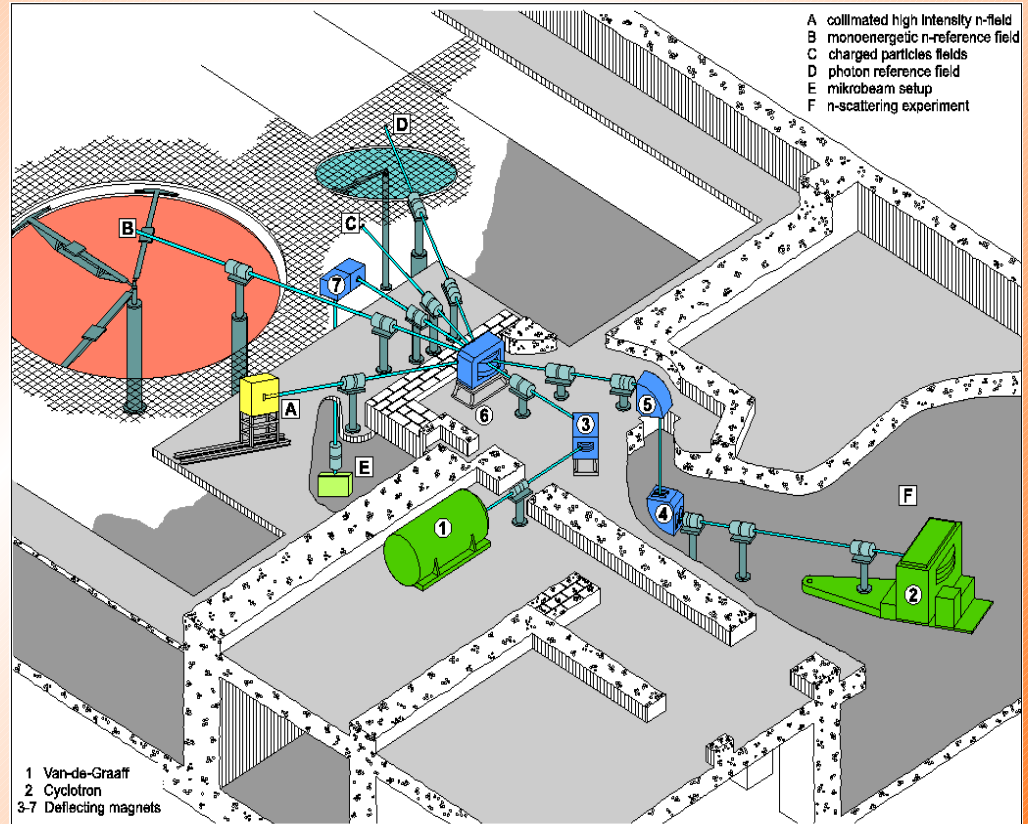 A collimated high intensity n-field
B monoenergetic n-reference field
C charged particles fields
D photon reference field
E mikrobeam setup
F n-scattering experiment
D
C
B
7
5
6
3
A
E
F
4
1
2
1 Van-de-Graaff
2 Cyclotron
3-7 Deflecting magnets